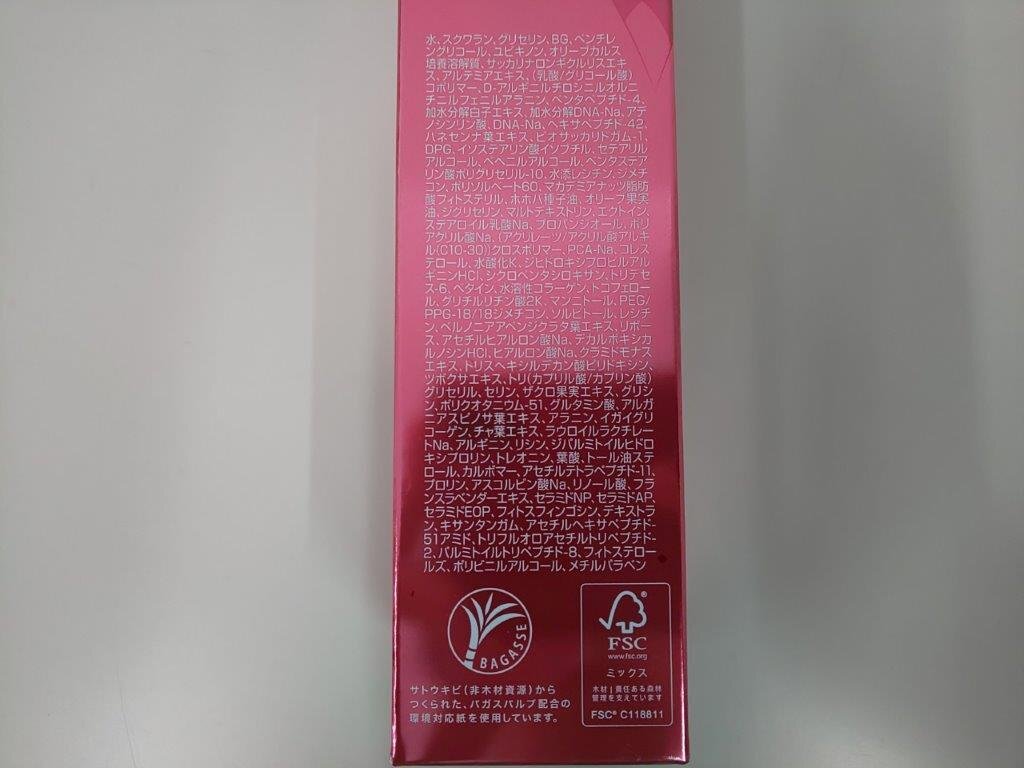 水、スクワラン、グリセリン、BG、ペンチレ
ングリコール、ユビキノン、オリーブカルス
培養溶解質、サッカリナロンギクルリスエキ
ス、アルテミアエキス、(乳酸/グリコール酸)
コポリマー、D-アルギニルチロシニルオルニ
チニルフェニルアラニン、ペンタペプチド-4、
加水分解白子エキス、加水分解DNA-Na、アデ
ノシンリン酸、DNA-Na、ヘキサペプチド-42、
ハネセンナ葉エキス、ビオサッカリドガム-1、
DPG、イソステアリン酸イソプロピル、セテアリル
アルコール、ベヘニルアルコール、ペンタステア
リン酸ポリグリセリル-10、水添レシチン、ジメチ
コン、ポリソルベート60、マカデミアナッツ脂肪
酸フィトステリル、ホホバ種子油、オリーブ果実
油、ジグリセリン、マルトデキストリン、エクトイン、
ステアロイル乳酸Na、プロパンジオール、ポリ
アクリル酸Na、(アクリレーツ/アクリル酸アルキ
ル(C10-30))クロスポリマー、PCA-Na、コレス
テロール、水酸化K、ジヒドロキシプロピルアル
ギニンHCl、シクロペンタシロキサン、トリデセ
ス-6、ベタイン、水溶性コラーゲン、トコフェロー
ル、グリチルリチン酸2K、マンニトール、PEG/
PPG-18/18ジメチコン、ソルビトール、レシチ
ン、ベルノニアアペンジクラタ葉エキス、リボー
ス、アセチルヒアルロン酸Na、デカルボキシカ
ルノシンHCl、ヒアルロン酸Na、クラミドモナス
エキス、トリスヘキシルデカン酸ピリドキシン、
ツボクサエキス、トリ(カプリル酸/カプリン酸)
グリセリル、セリン、ザクロ果実エキス、グリシ
ン、ポリクオタニウム-51、グルタミン酸、アルガ
ニアスピノサ葉エキス、アラニン、イガイグリ
コーゲン、チャ葉エキス、ラウロイルラクチレー
トNa、アルギニン、リシン、ジパルミトイルヒドロ
キシプロリン、トレオニン、葉酸、トール油ステ
ロール、カルボマー、アセチルテトラペプチド-11、
プロリン、アスコルビン酸Na、リノール酸、フラ
ンスラベンダーエキス、セラミドNP、セラミドAP、
セラミドEOP、フィトスフィンゴシン、デキストラ
ン、キサンタンガム、アセチルヘキサペプチド-
51アミド、トリフルオロアセチルトリペプチド-
2、パルミトイルトリペプチド-8、フィトステロー
ルズ、ポリビニルアルコール、メチルパラベン
BAGASSE
サトウキビ(非木材資源)から
つくられた、バガスパルプ配合の
環境対応紙を使用しています。
FSC
www.fsc.org
ミックス
木材|責任ある森林
管理を支えています
FSC® C118811